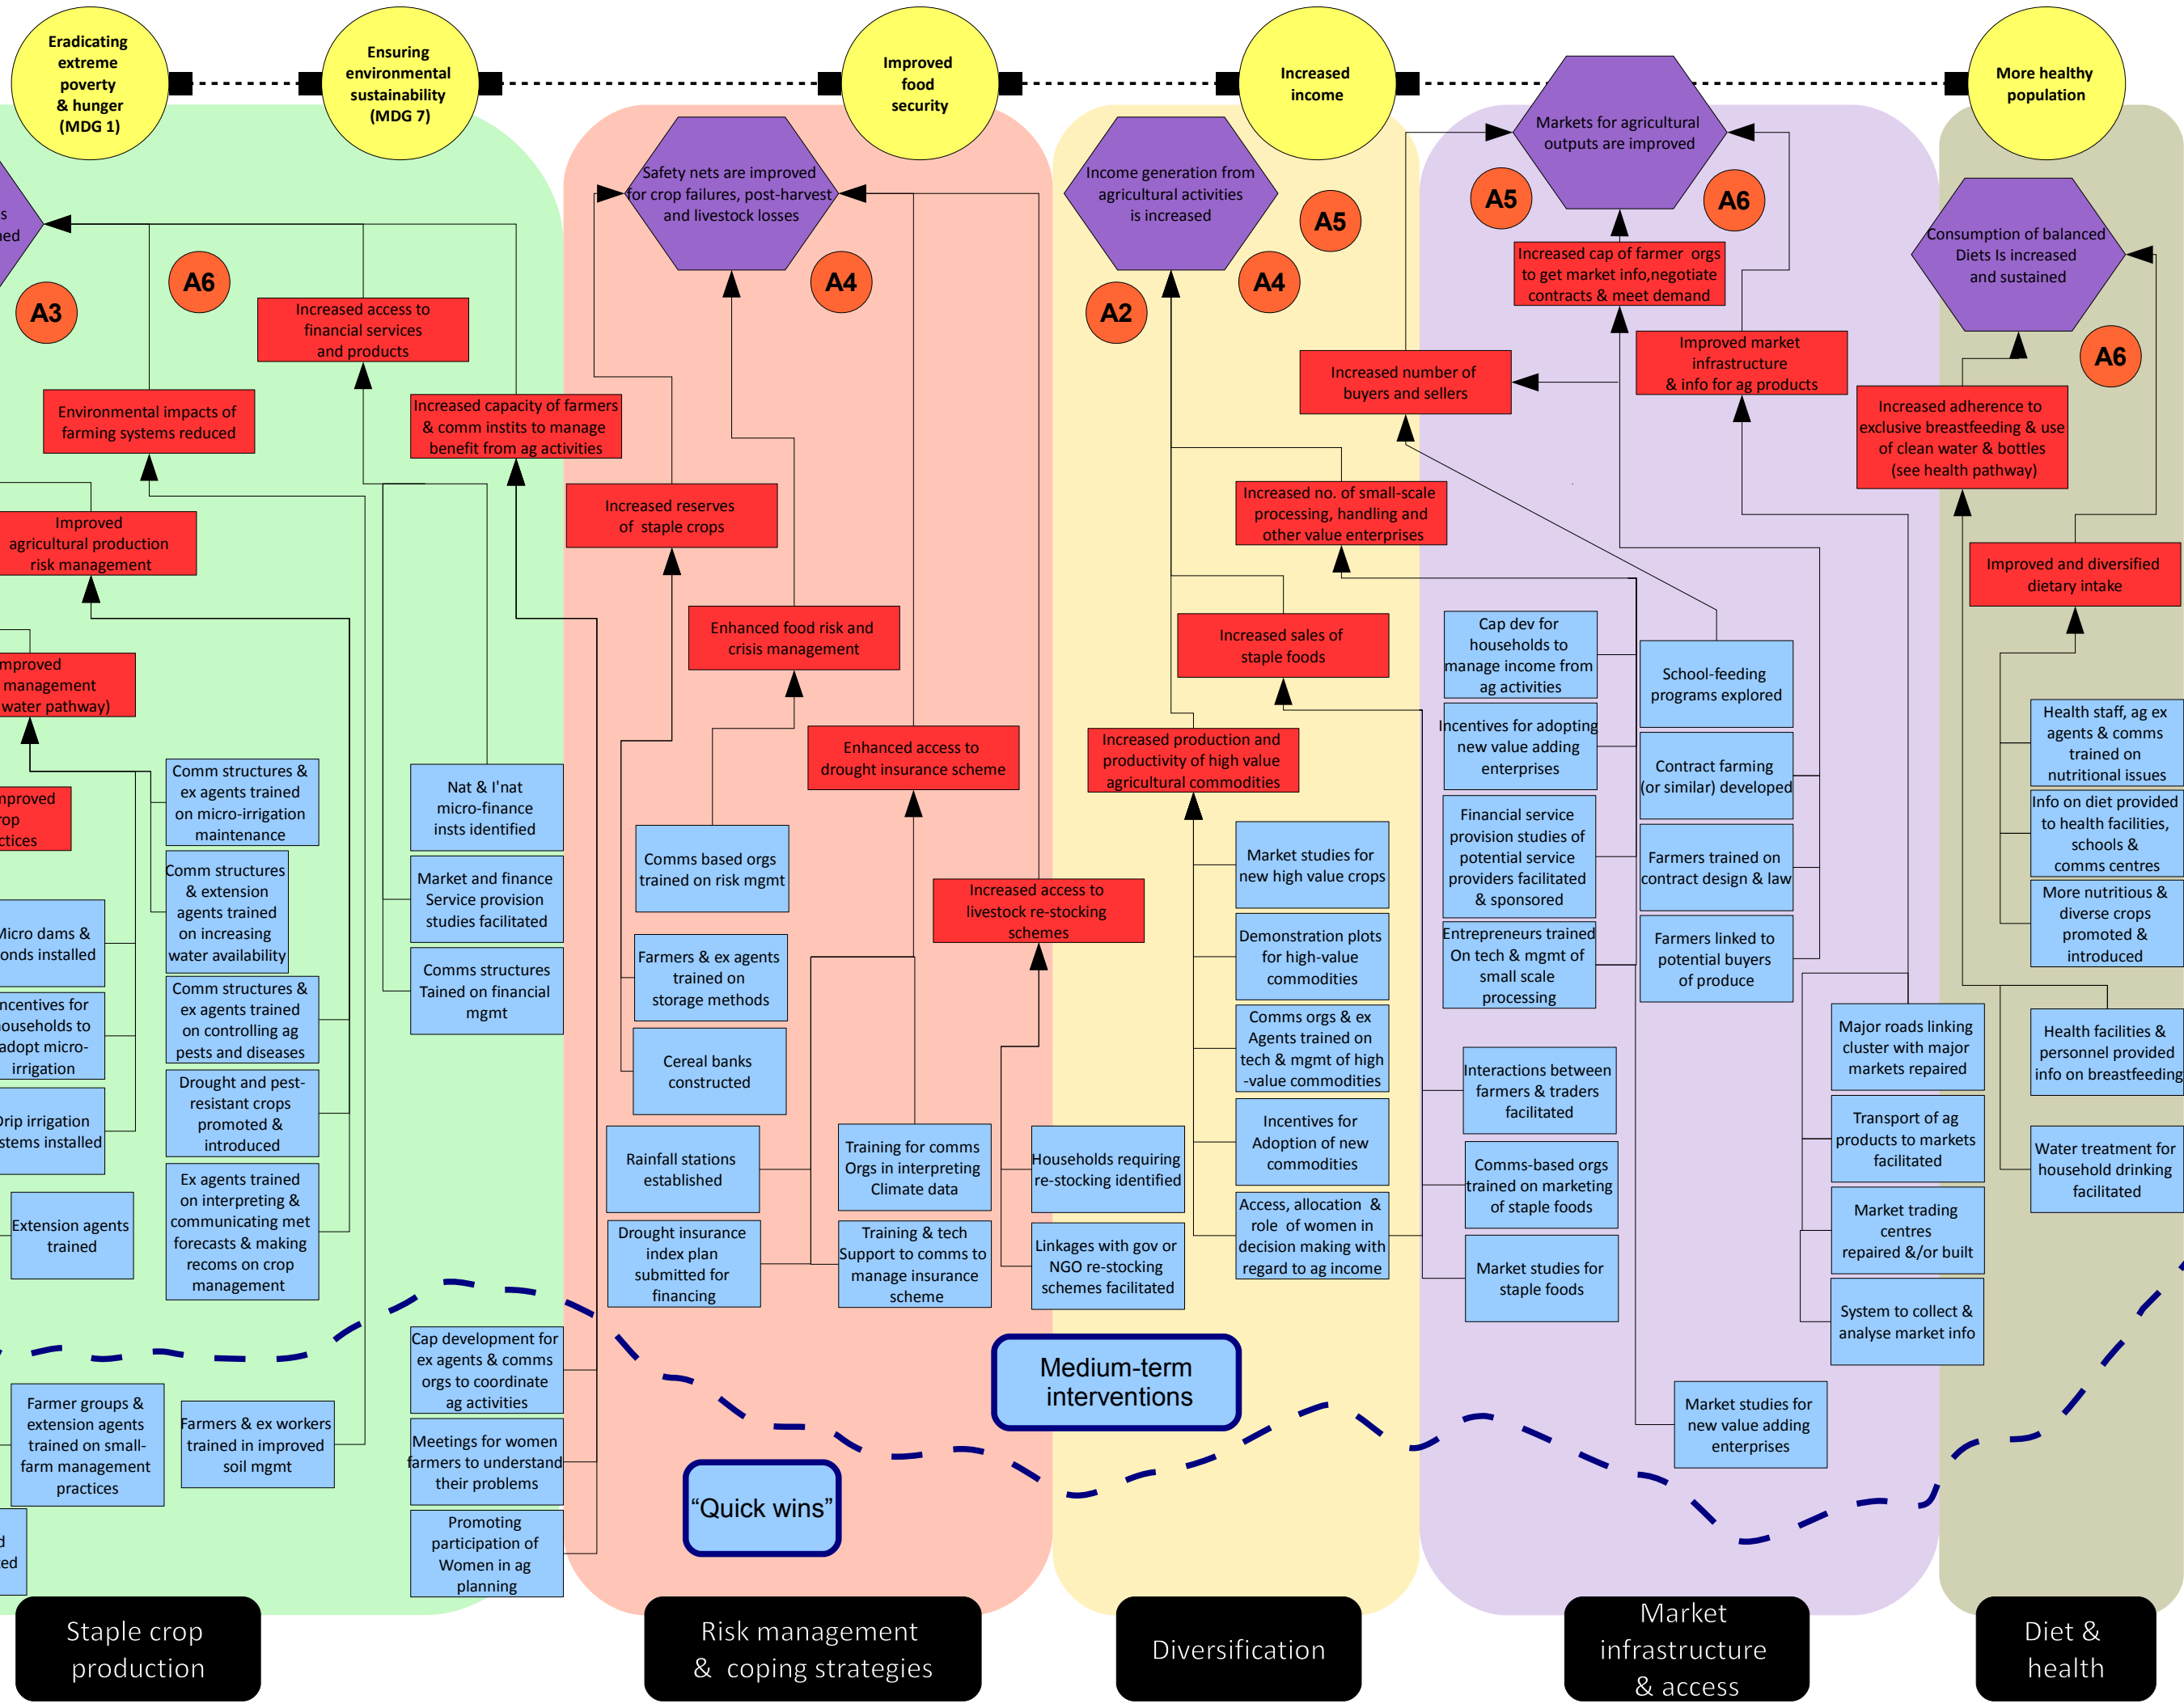 Eradicating
extreme
poverty
& hunger
(MDG 1)
Ensuring
environmental
sustainability
(MDG 7)
Improved
food
security
Increased
income
More healthy
population
Safety nets are improved
for crop failures, post-harvest
and livestock losses
Income generation from
agricultural activities
is increased
Markets for agricultural
outputs are improved
Consumption of balanced
Diets Is increased
and sustained
A3
A6
A4
A2
A4
A5
A5
A6
A6
Increased access to
financial services
and products
Environmental impacts of
farming systems reduced
Increased capacity of farmers
& comm instits to manage
benefit from ag activities
Improved
agricultural production
risk management
management
water pathway)
Comm structures &
ex agents trained
on micro-irrigation
maintenance
Comm structures
& extension
agents trained
on increasing
water availability
Comm structures &
ex agents trained
on controlling ag
pests and diseases
Drought and pest-
resistant crops
promoted &
introduced
Ex agents trained
on interpreting &
communicating met
forecasts & making
recoms on crop
management
Micro dams &
installed
Incentives for
households to
adopt micro-
irrigation
Drip irrigation
installed
Extension agents
trained
Nat & I'nat
micro-finance
insts identified
Market and finance
Service provision
studies facilitated
Comms structures
Tained on financial
mgmt
Farmer groups &
extension agents
trained on small-
farm management
practices
Farmers & ex workers
trained in improved
soil mgmt
Cap development for
ex agents & comms
orgs to coordinate
ag activities
Meetings for women
farmers to understand
their problems
Promoting
participation of
Women in ag
planning
Increased reserves
of staple crops
Enhanced food risk and
crisis management
Enhanced access to
drought insurance scheme
Increased access to
livestock re-stocking
schemes
Comms based orgs
trained on risk mgmt
Farmers & ex agents
trained on
storage methods
Cereal banks
constructed
Rainfall stations
established
Drought insurance
index plan
submitted for
financing
Training for comms
Orgs in interpreting
Climate data
Training & tech
Support to comms to
manage insurance
scheme
Households requiring
re-stocking identified
Linkages with gov or
NGO re-stocking
schemes facilitated
Increased number of
buyers and sellers
Increased no. of small-scale
processing, handling and
other value enterprises
Increased sales of
staple foods
Increased production and
productivity of high value
agricultural commodities
Market studies for
new high value crops
Demonstration plots
for high-value
commodities
Comms orgs & ex
Agents trained on
tech & mgmt of high
-value commodities
Incentives for
Adoption of new
commodities
Access, allocation &
role of women in
decision making with
regard to ag income
Increased cap of farmer orgs
to get market info,negotiate
contracts & meet demand
Improved market
infrastructure
& info for ag products
Cap dev for
households to
manage income from
ag activities
Incentives for adopting
new value adding
enterprises
Financial service
provision studies of
potential service
providers facilitated
& sponsored
Entrepreneurs trained
On tech & mgmt of
small scale
processing
School-feeding
programs explored
Contract farming
(or similar) developed
Farmers trained on
contract design & law
Farmers linked to
potential buyers
of produce
Interactions between
farmers & traders
facilitated
Comms-based orgs
trained on marketing
of staple foods
Market studies for
staple foods
Major roads linking
cluster with major
markets repaired
Transport of ag
products to markets
facilitated
Market trading
centres
repaired &/or built
System to collect &
analyse market info
Market studies for
new value adding
enterprises
Increased adherence to
exclusive breastfeeding & use
of clean water & bottles
(see health pathway)
Improved and diversified
dietary intake
Health staff, ag ex
agents & comms
trained on
nutritional issues
Info on diet provided
to health facilities,
schools &
comms centres
More nutritious &
diverse crops
promoted &
introduced
Health facilities &
personnel provided
info on breastfeeding
Water treatment for
household drinking
facilitated
Medium-term
interventions
“Quick wins”
Staple crop
production
Risk management
& coping strategies
Diversification
Market
infrastructure
& access
Diet &
health